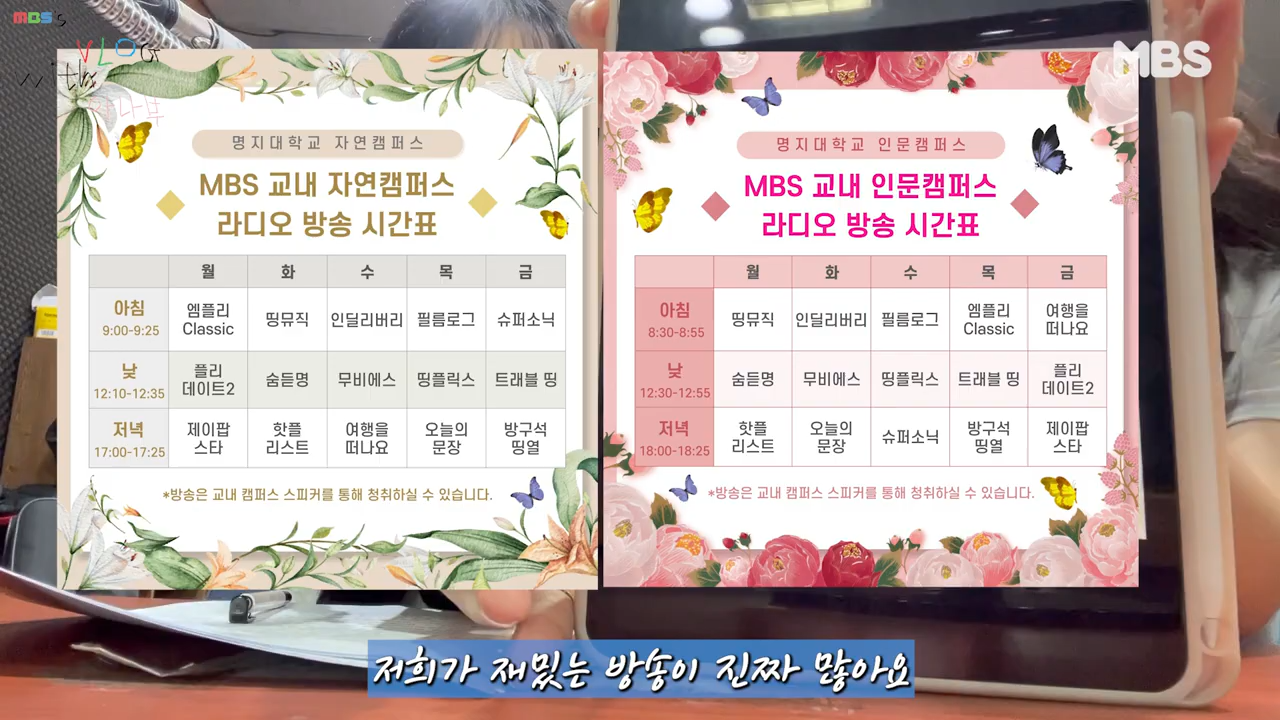 MBS's
VLOG
with
나부
MBS
명지대학교 자연캠퍼스
MBS 교내 자연캠퍼스
라디오 방송 시간표
월 화 수 목 금
아침 엠플리 띵뮤직 인딜리버리 필름로그 슈퍼소닉
9:00-9:25 Classic
낮 플리 숨듣명 무비에스 띵플릭스 트래블 띵
12:10-12:35 데이트2
저녁 제이팝 핫플 여행을 오늘의 방구석
17:00-17:25 스타 리스트 떠나요 문장 띵열
*방송은 교내 캠퍼스 스피커를 통해 청취하실 수 있습니다.
명지대학교 인문캠퍼스
MBS 교내 인문캠퍼스
라디오 방송 시간표
월 화 수 목 금
아침 띵뮤직 인딜리버리 필름로그 엠플리 여행을
8:30-8:55 Classic 떠나요
낮 숨듣명 무비에스 띵플릭스 트래블 띵 플리
12:30-12:55 데이트2
저녁 핫플 오늘의 슈퍼소닉 방구석 제이팝
18:00-18:25 리스트 문장 띵열 스타
*방송은 교내 캠퍼스 스피커를 통해 청취하실 수 있습니다.
저희가 재밌는 방송이 진짜 많아요